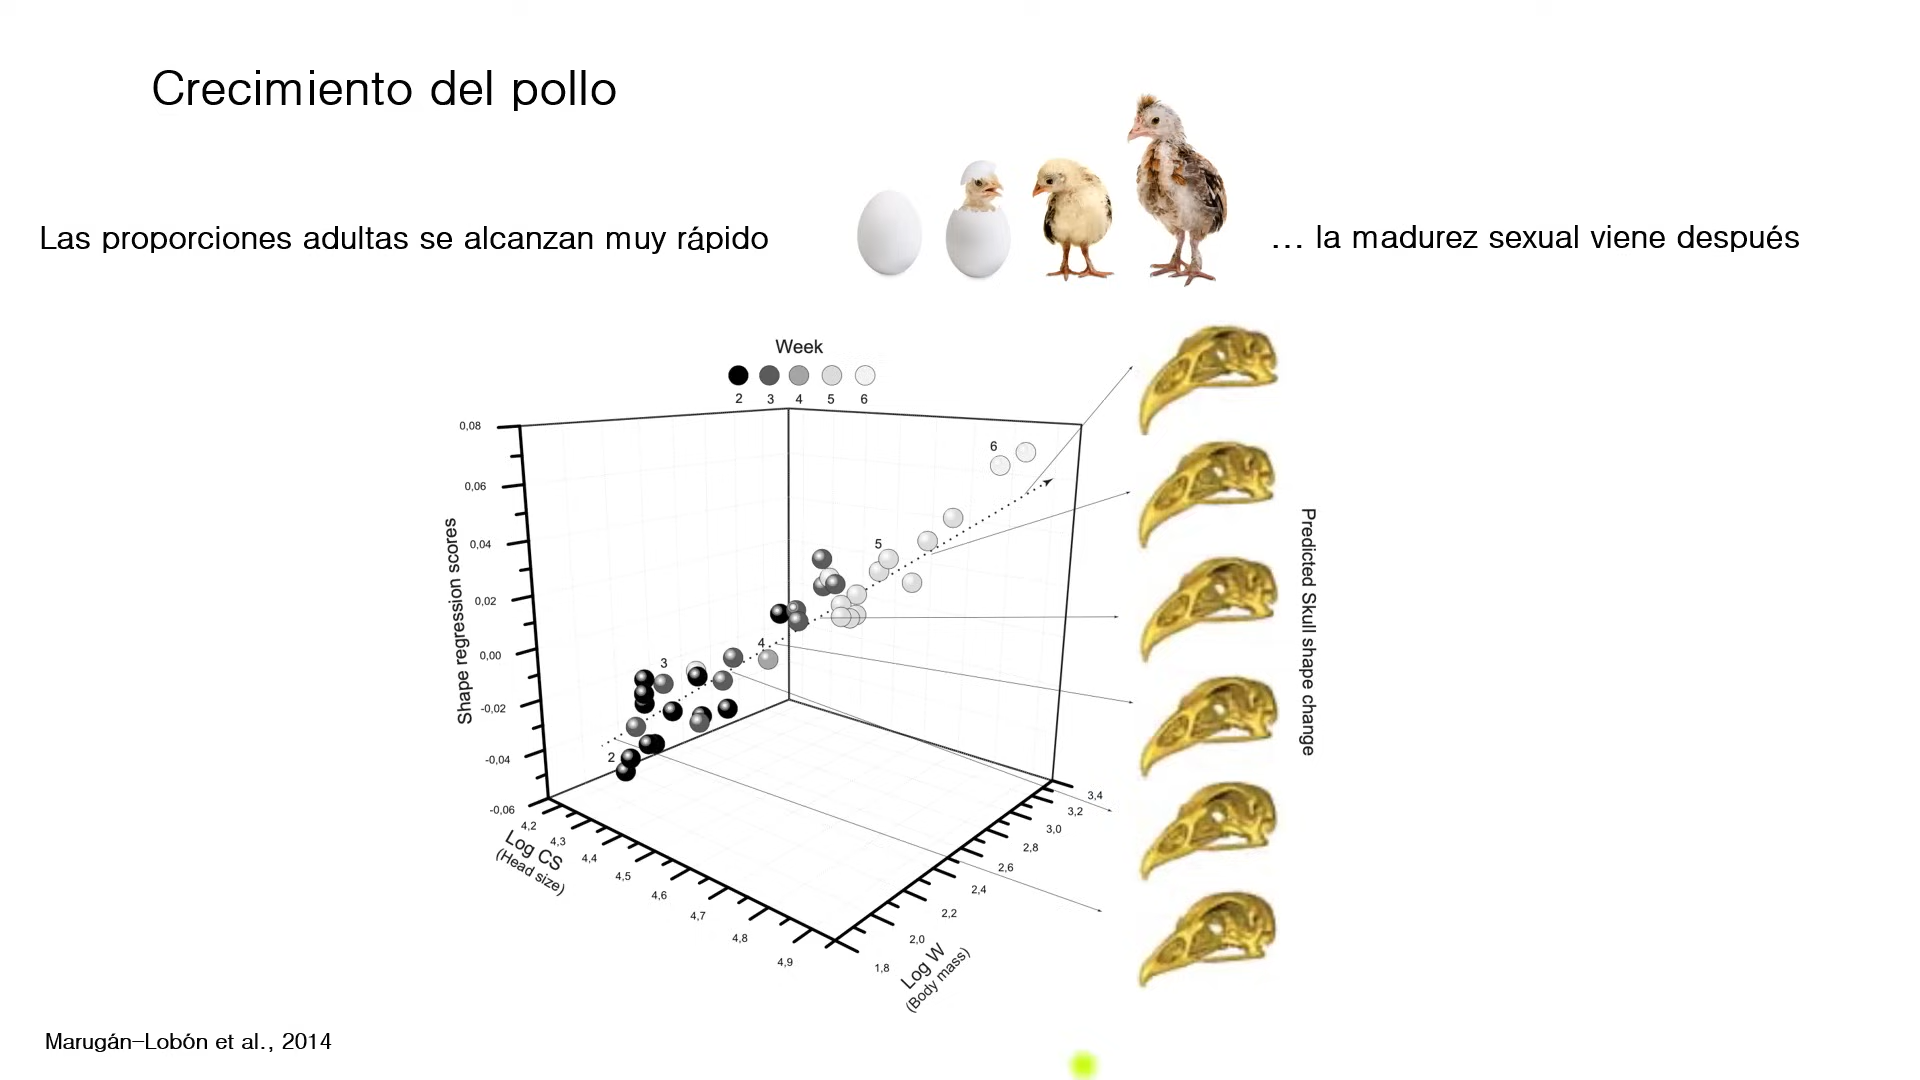 Crecimiento del pollo
Las proporciones adultas se alcanzan muy rápido
... la madurez sexual viene después
Week
2 3 4 5 6
0,08
0,06
0,04
0,02
0,00
-0,02
-0,04
-0,06
Shape regression scores
6
5
4
3
2
4,2
4,3
4,4
4,5
4,6
4,7
4,8
4,9
Log CS
(Head size)
1,8
2,0
2,2
2,4
2,6
2,8
3,0
3,2
3,4
Log W
(Body mass)
Predicted Skull shape change
Marugán-Lobón et al., 2014